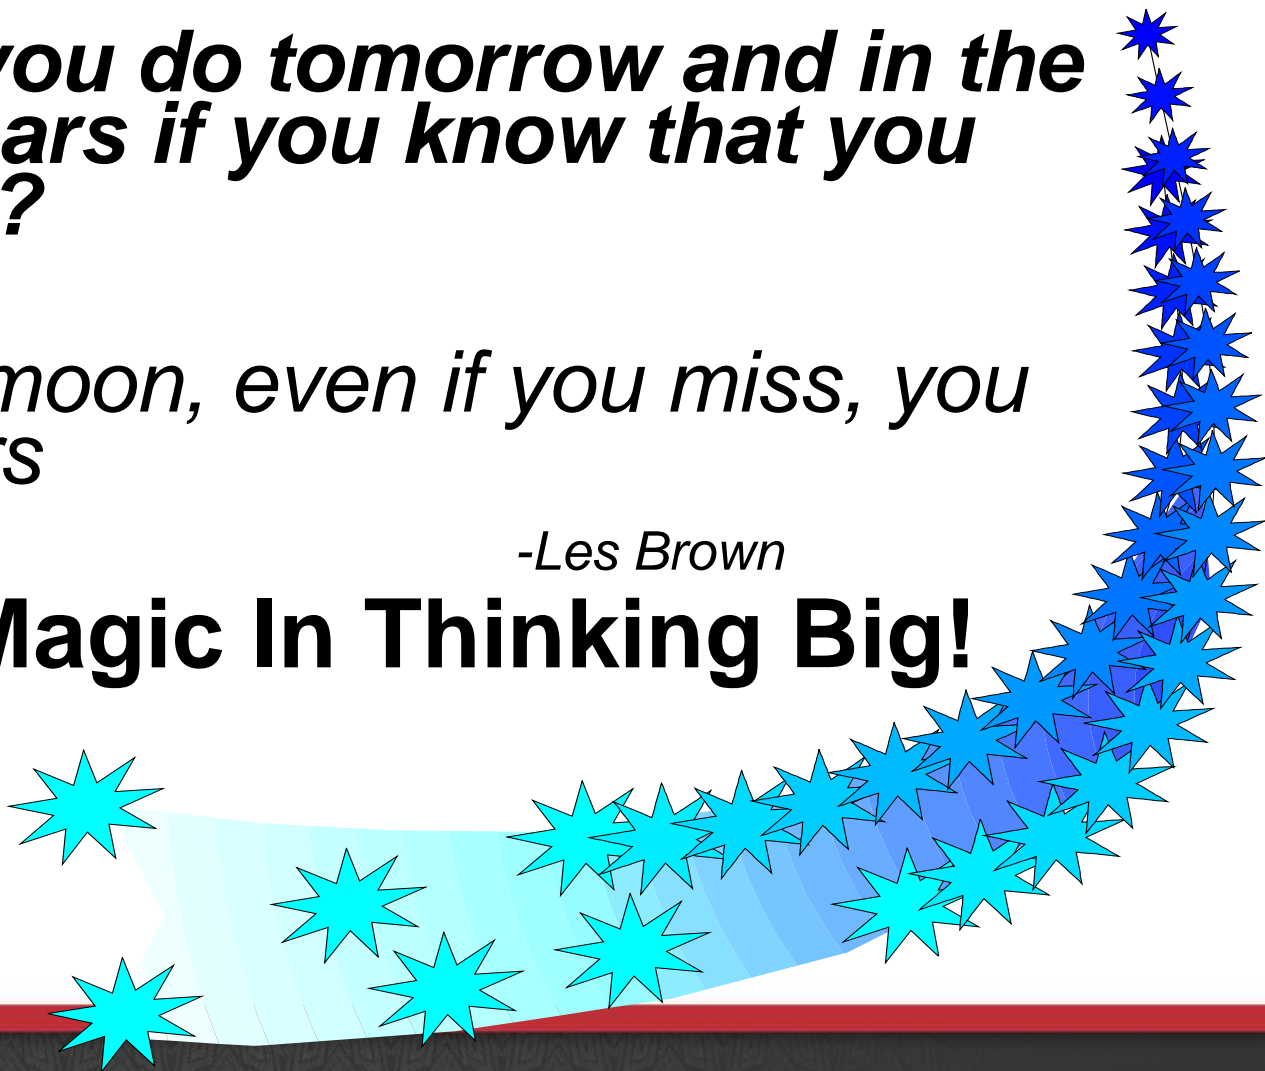 you do tomorrow and in the
ars if you know that you
?
moon, even if you miss, you
rs
-Les Brown
Magic In Thinking Big!